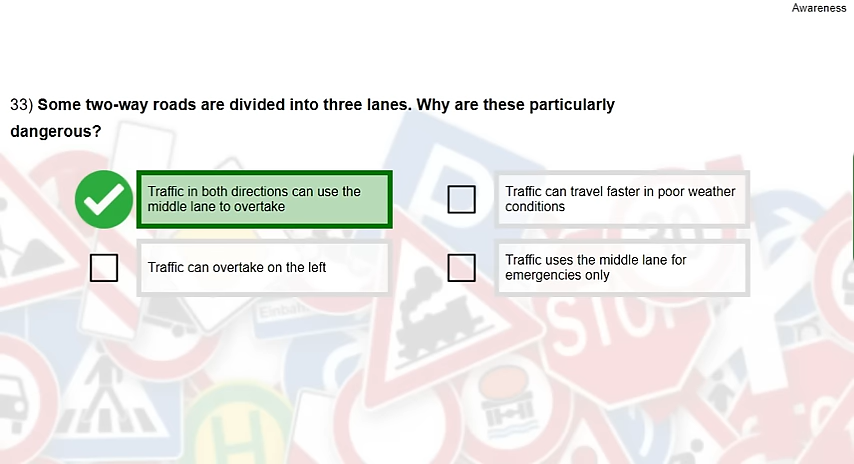 Awareness
33) Some two-way roads are divided into three lanes. Why are these particularly
dangerous?
Traffic in both directions can use the
middle lane to overtake
Traffic can travel faster in poor weather
conditions
Traffic can overtake on the left
Traffic uses the middle lane for
emergencies only
30
STOP
P
H